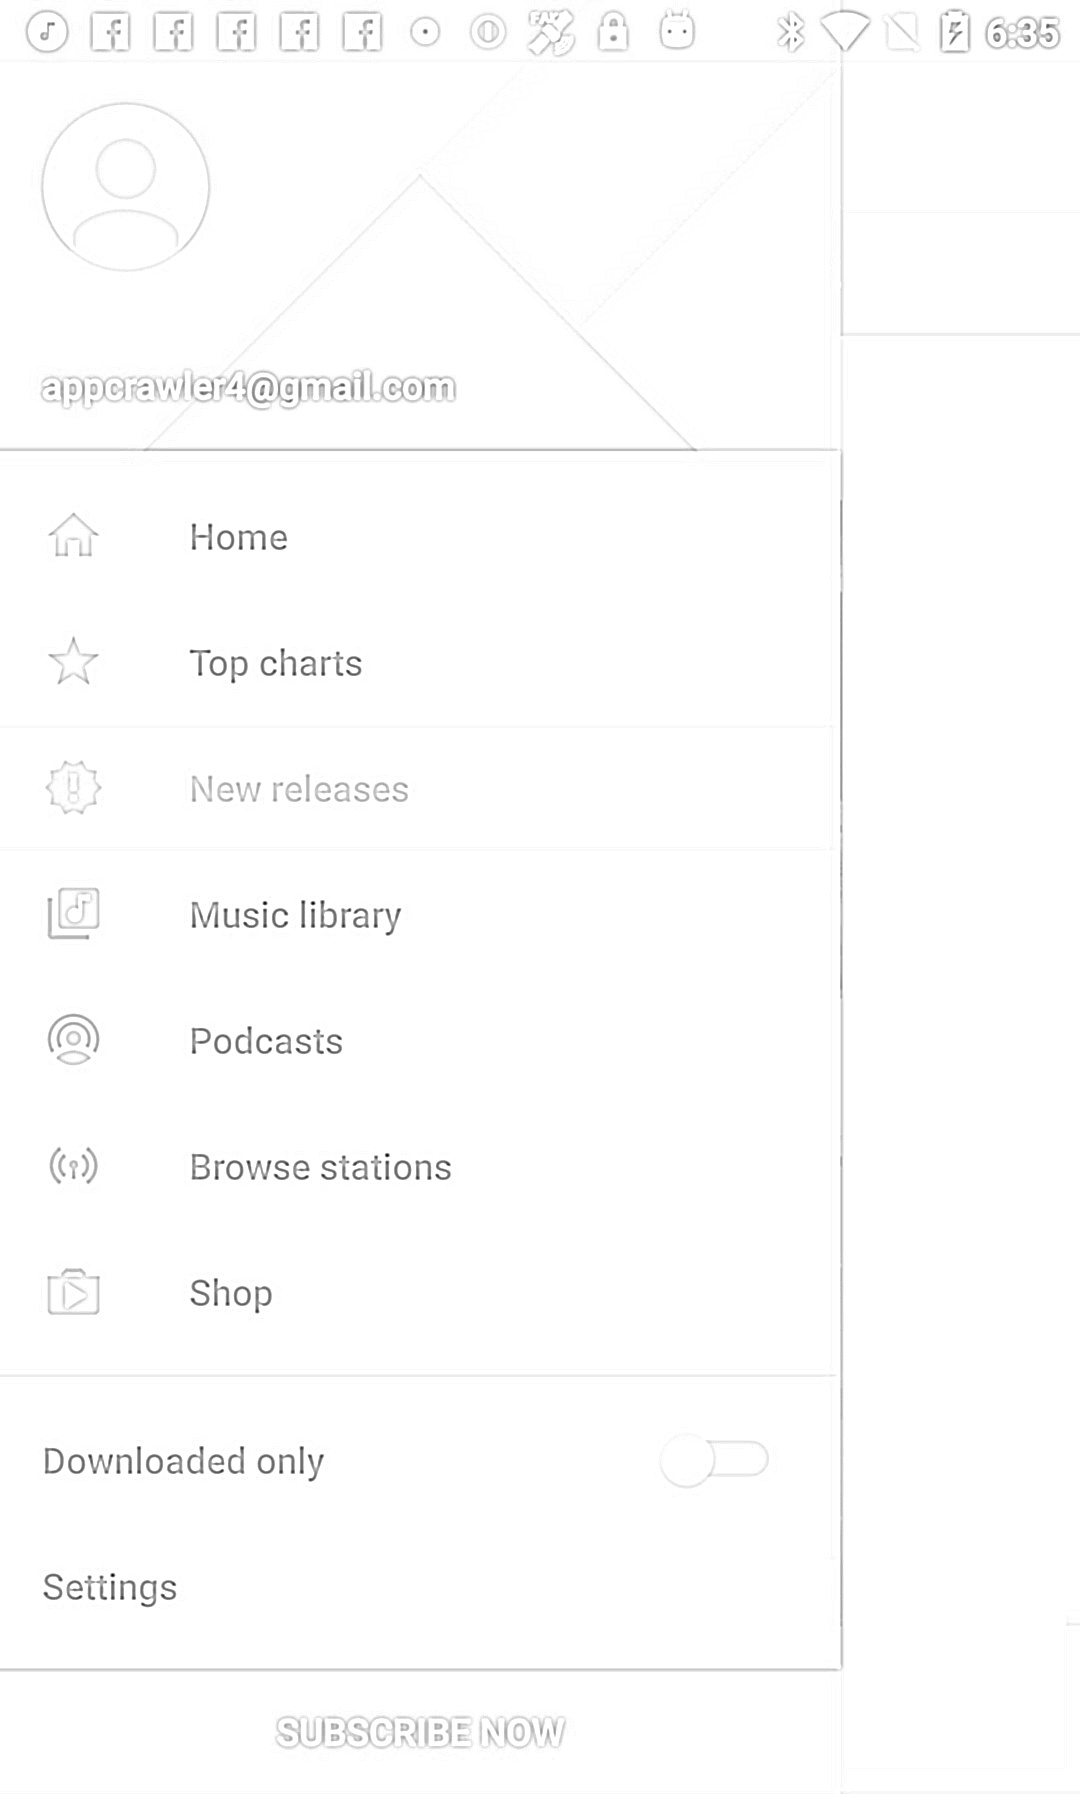 6:35
appcrawler4@gmail.com
Home
Top charts
New releases
Music library
Podcasts
Browse stations
Shop
Downloaded only
Settings
SUBSCRIBE NOW